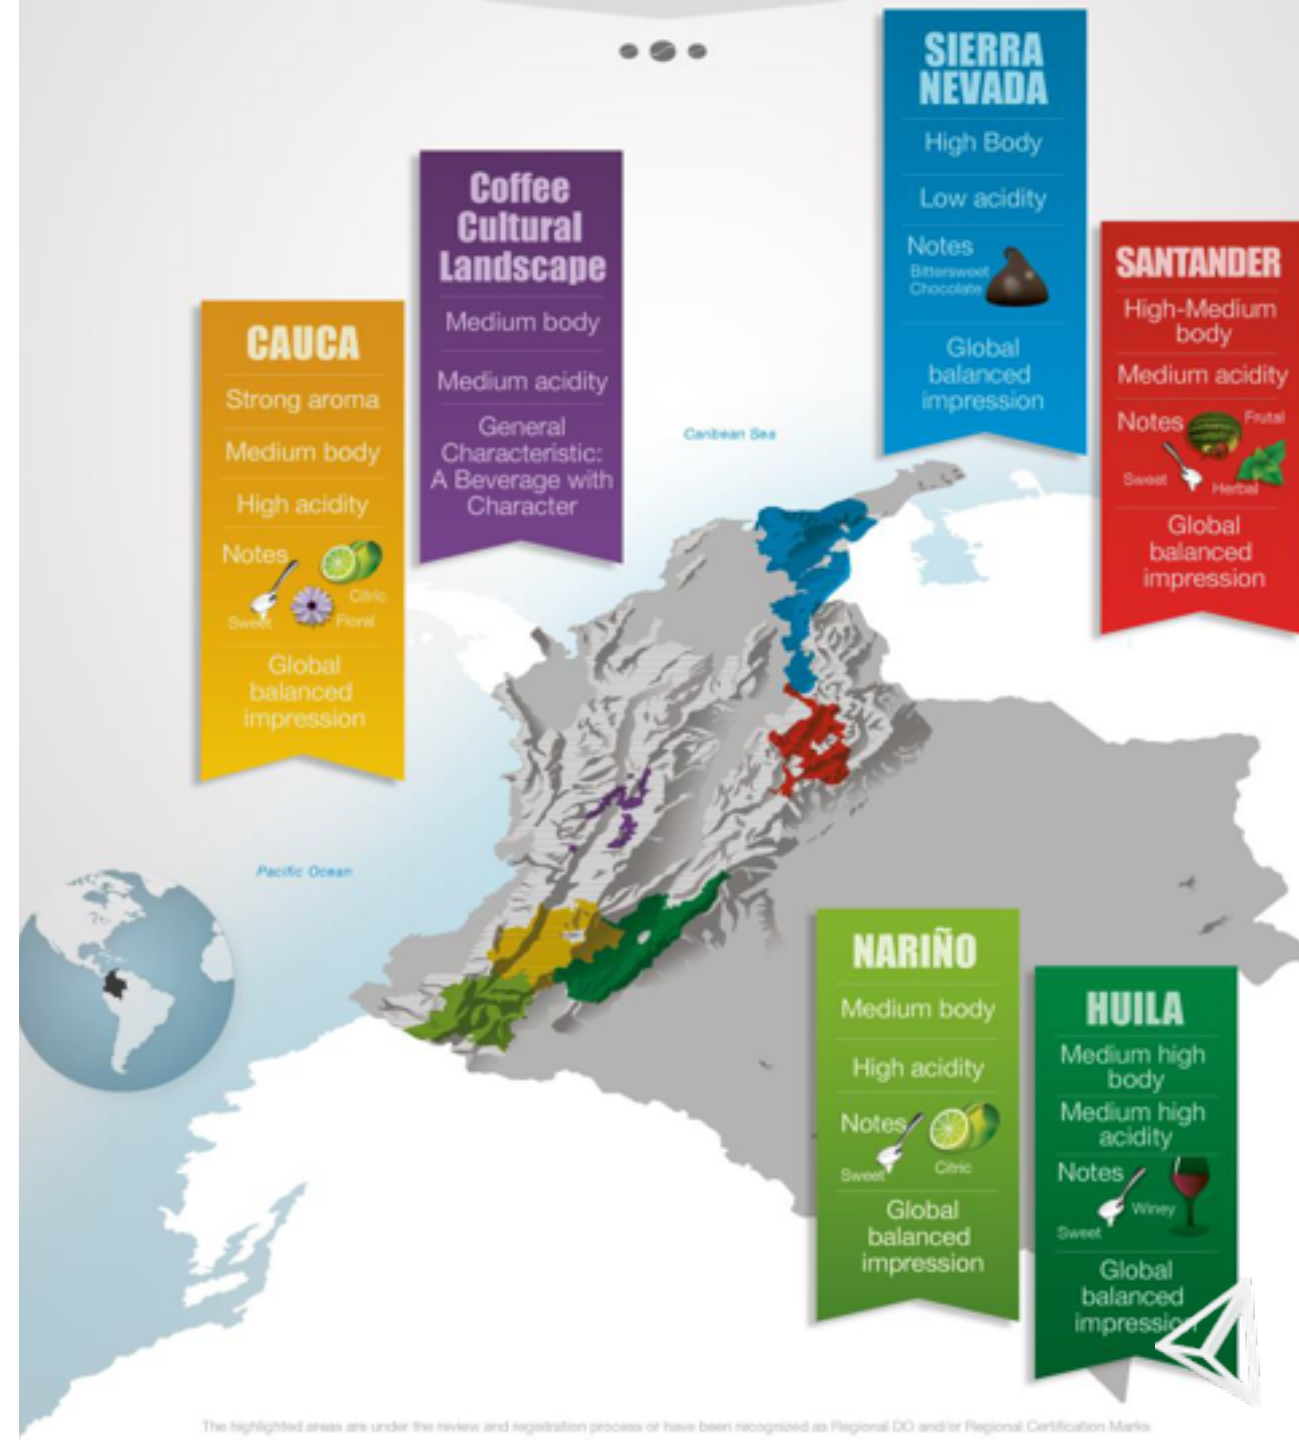 SIERRA
NEVADA
High Body
Low acidity
Notes
Bittersweet
Chocolate
Global
balanced
impression
Coffee
Cultural
Landscape
Medium body
Medium acidity
General
Characteristic:
A Beverage with
Character
SANTANDER
High-Medium
body
Medium acidity
Notes
Frutal
Sweet
Herbal
Global
balanced
impression
CAUCA
Strong aroma
Medium body
High acidity
Notes
Citric
Sweet
Floral
Global
balanced
impression
Caribean Sea
Pacific Ocean
NARIÑO
Medium body
High acidity
Notes
Sweet
Citric
Global
balanced
impression
HUILA
Medium high
body
Medium high
acidity
Notes
Winey
Sweet
Global
balanced
impression
The highlighted areas are under the review and registration process or have been recognized as Regional DO and/or Regional Certification Marks